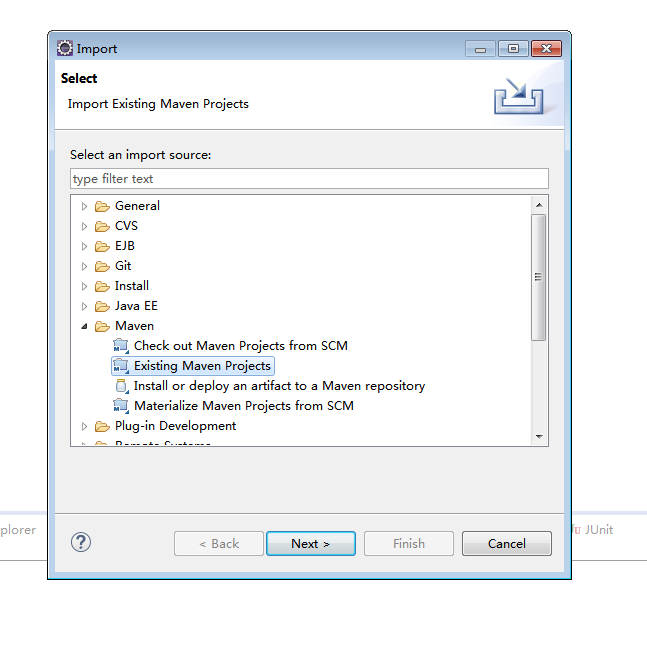 Import
Select
Import Existing Maven Projects
Select an import source:
type filter text
General
CVS
EJB
Git
Install
Java EE
Maven
Check out Maven Projects from SCM
Existing Maven Projects
Install or deploy an artifact to a Maven repository
Materialize Maven Projects from SCM
Plug-in Development
Remote Systems
plorer
JUnit
?
< Back
Next >
Finish
Cancel